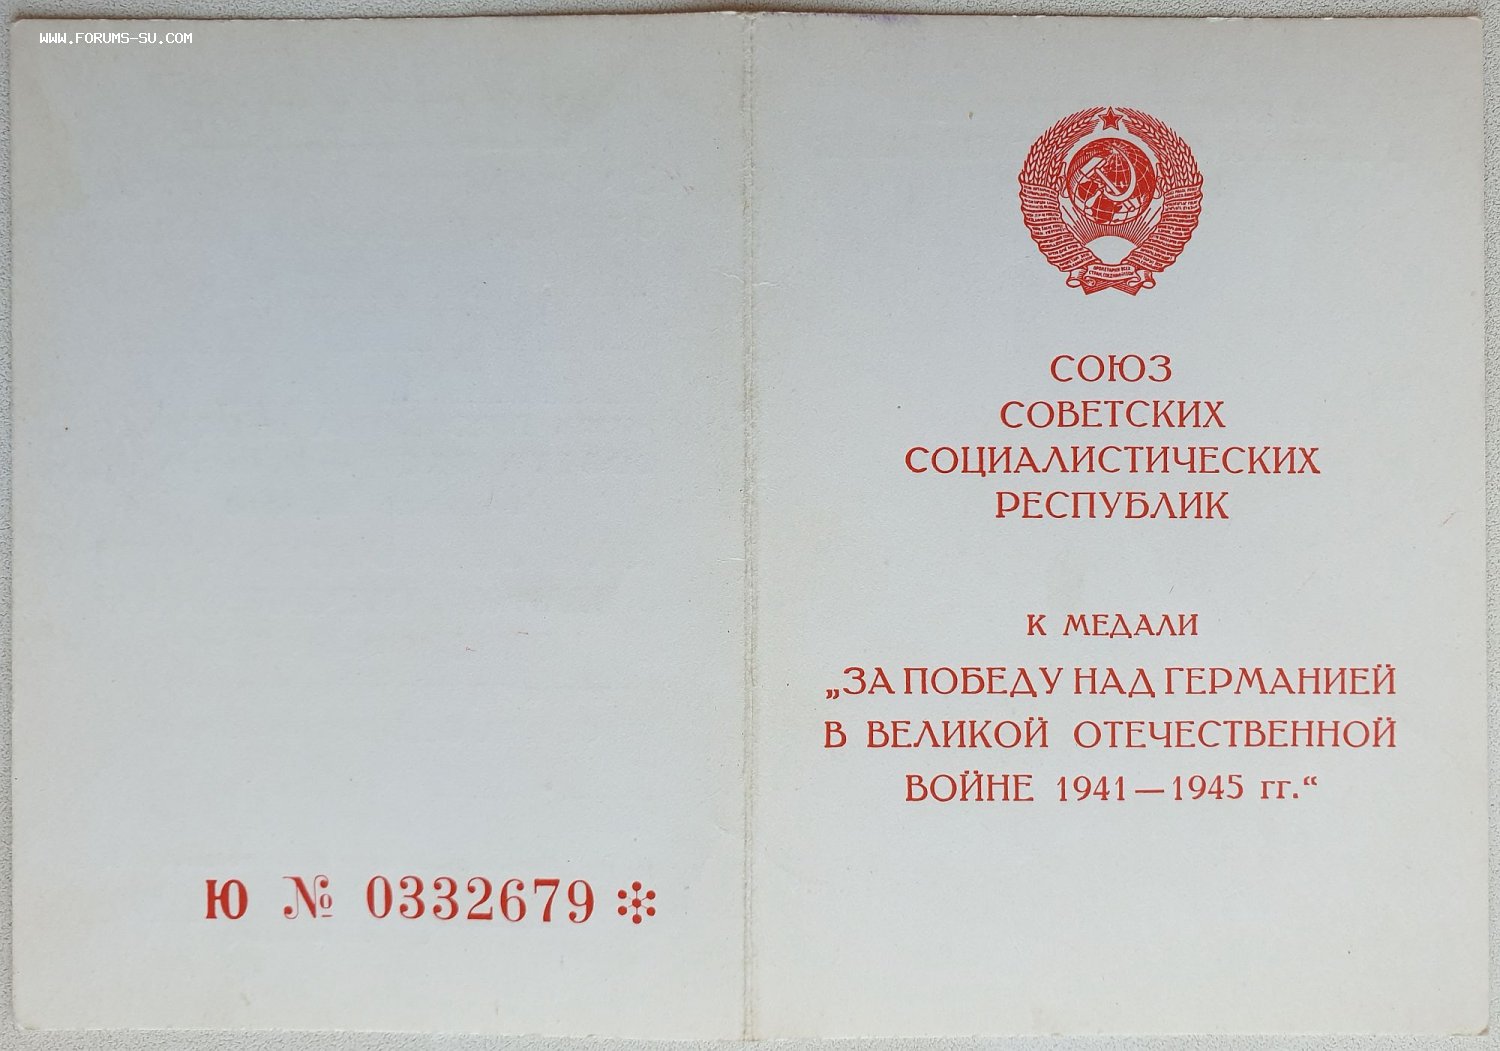 WWW.FORUMS-SU.COM
Ю № 0332679
СОЮЗ
СОВЕТСКИХ
СОЦИАЛИСТИЧЕСКИХ
РЕСПУБЛИК
К МЕДАЛИ
„ЗА ПОБЕДУ НАД ГЕРМАНИЕЙ
В ВЕЛИКОЙ ОТЕЧЕСТВЕННОЙ
ВОЙНЕ 1941—1945 гг.“